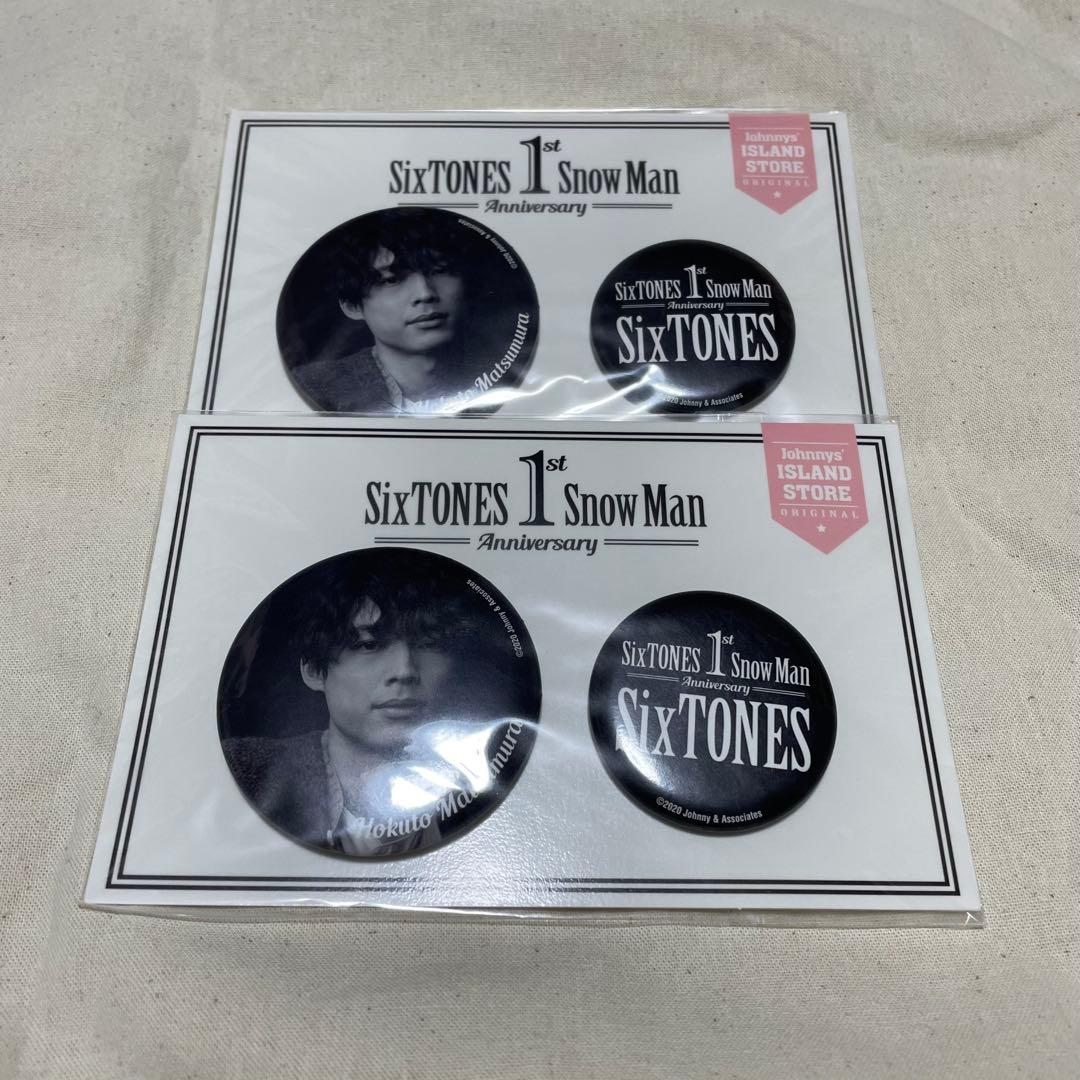 SixTONES 1st Snow Man
Anniversary
Johnnys'
ISLAND
STORE
ORIGINAL
©2020 Johnny & Associates
Hokuto Matsumura
SixTONES 1st Snow Man
Anniversary
SixTONES
©2020 Johnny & Associates
SixTONES 1st Snow Man
Anniversary
Johnnys'
ISLAND
STORE
ORIGINAL
©2020 Johnny & Associates
Hokuto Matsumura
SixTONES 1st Snow Man
Anniversary
SixTONES
©2020 Johnny & Associates